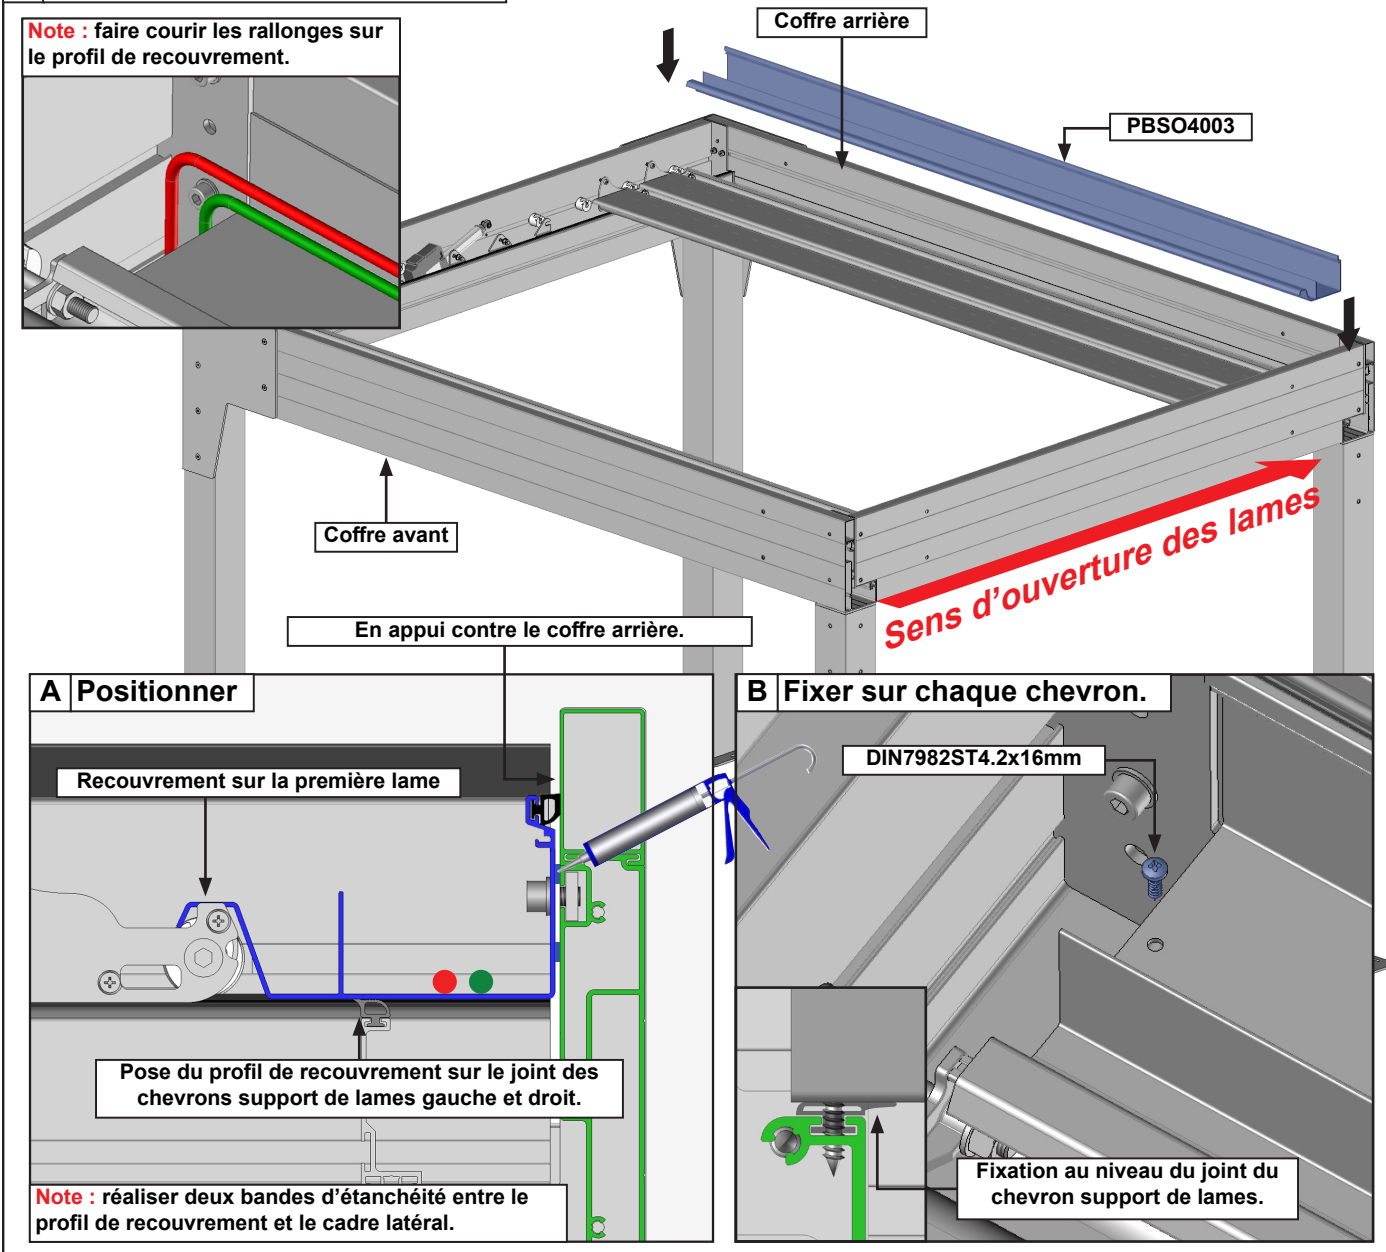 Note : faire courir les rallonges sur
le profil de recouvrement.
Coffre arrière
PBSO4003
Coffre avant
Sens d'ouverture des lames
En appui contre le coffre arrière.
A Positionner
Recouvrement sur la première lame
Pose du profil de recouvrement sur le joint des
chevrons support de lames gauche et droit.
Note : réaliser deux bandes d'étanchéité entre le
profil de recouvrement et le cadre latéral.
B Fixer sur chaque chevron.
DIN7982ST4.2x16mm
Fixation au niveau du joint du
chevron support de lames.